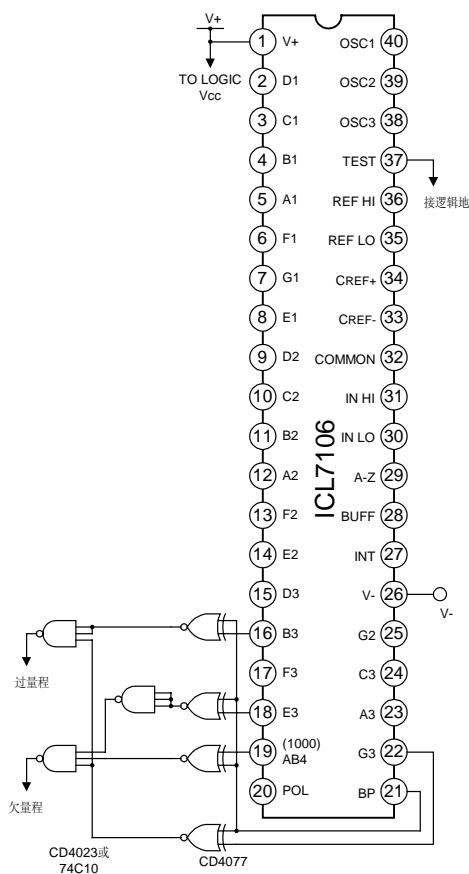 V+
1 V+ OSC1 40
TO LOGIC
Vcc
2 D1 OSC2 39
3 C1 OSC3 38
4 B1 TEST 37
接逻辑地
5 A1 REF HI 36
6 F1 REF LO 35
7 G1 CREF+ 34
8 E1 CREF- 33
9 D2 COMMON 32
10 C2 IN HI 31
11 B2 IN LO 30
ICL7106
12 A2 A-Z 29
13 F2 BUFF 28
14 E2 INT 27
15 D3 V- 26
V-
16 B3 G2 25
过量程
17 F3 C3 24
18 E3 A3 23
19 (1000) G3 22
AB4
20 POL BP 21
欠量程
CD4023或 CD4077
74C10